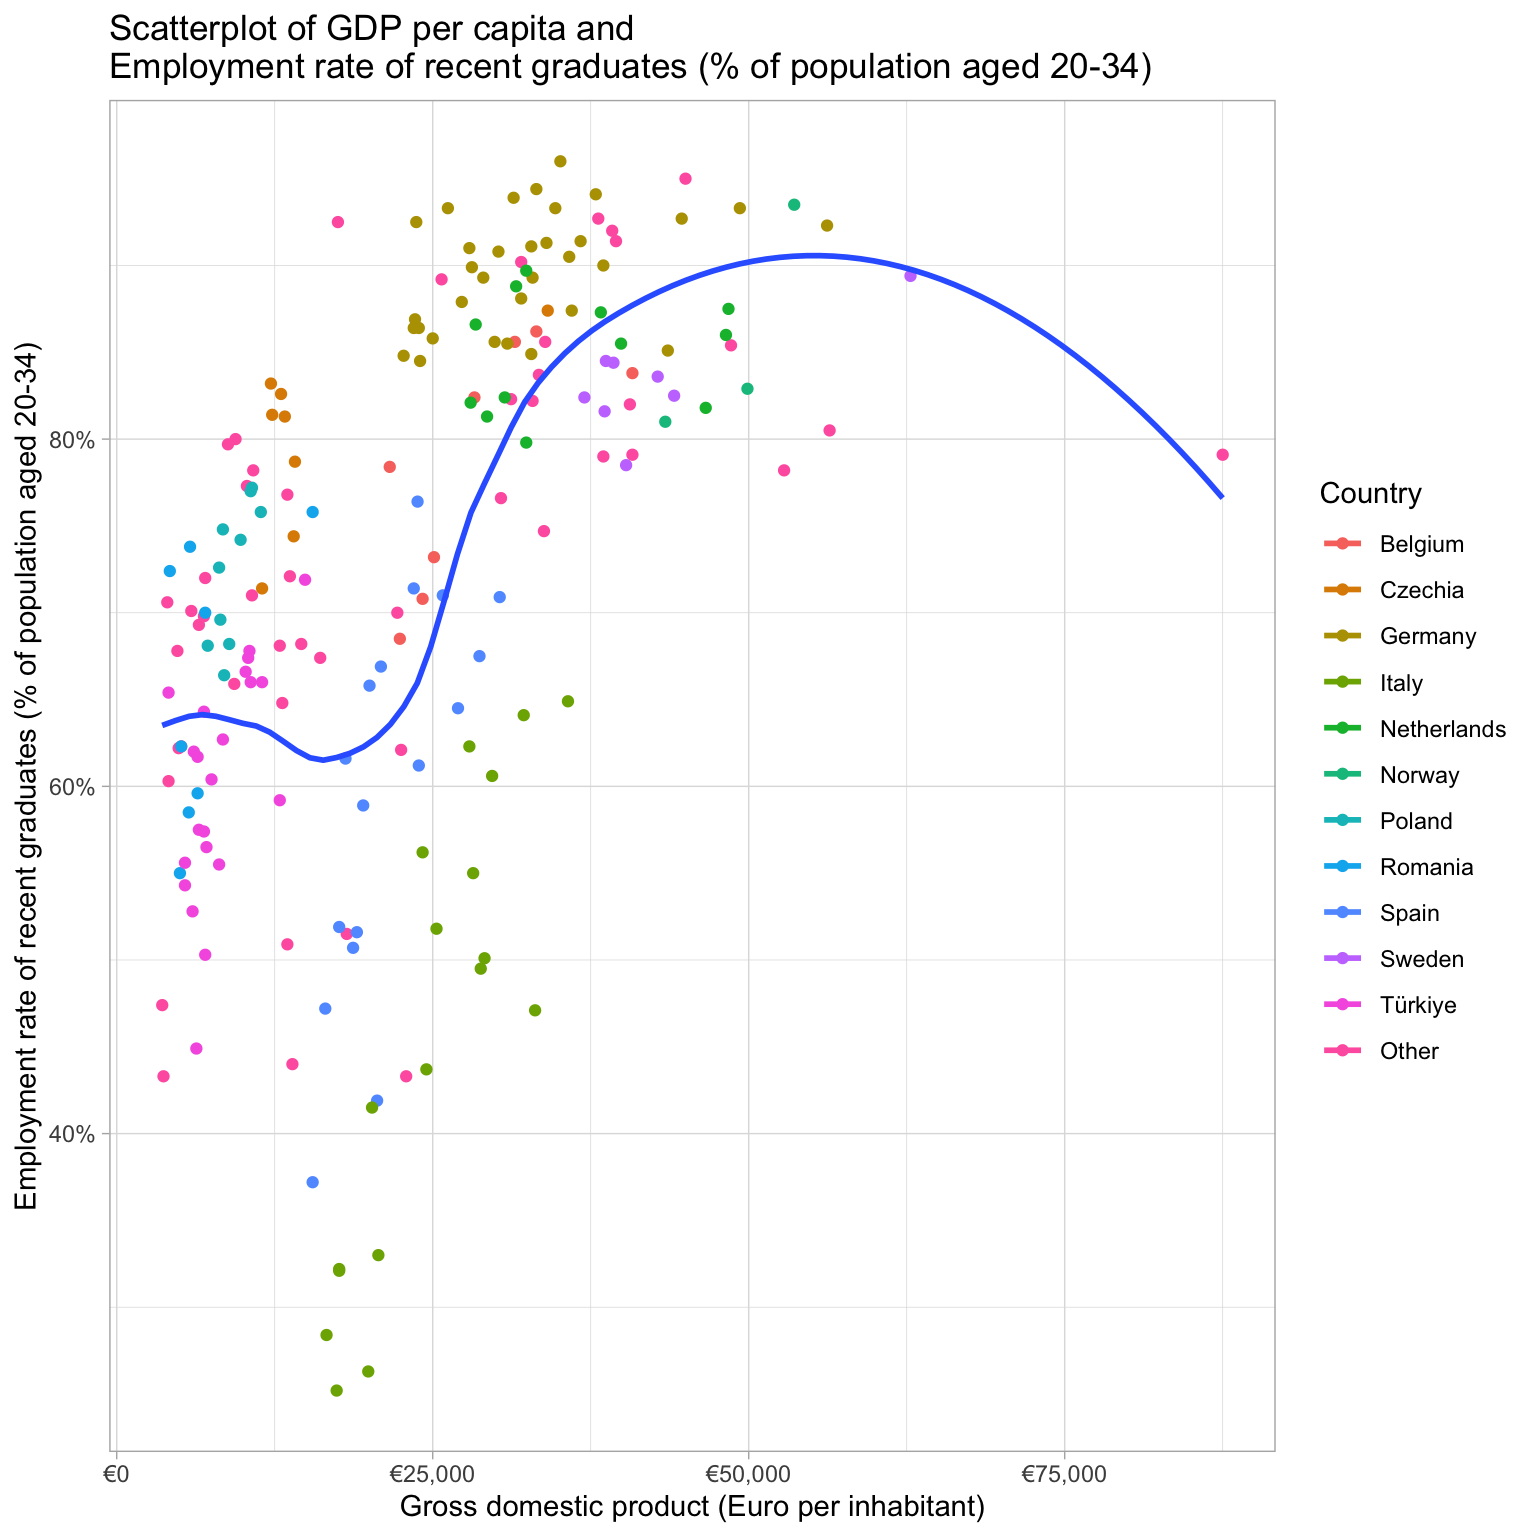 Scatterplot of GDP per capita and
Employment rate of recent graduates (% of population aged 20-34)
Employment rate of recent graduates (% of population aged 20-34)
80%
60%
40%
€0
€25,000
€50,000
€75,000
Gross domestic product (Euro per inhabitant)
Country
Belgium
Czechia
Germany
Italy
Netherlands
Norway
Poland
Romania
Spain
Sweden
Türkiye
Other